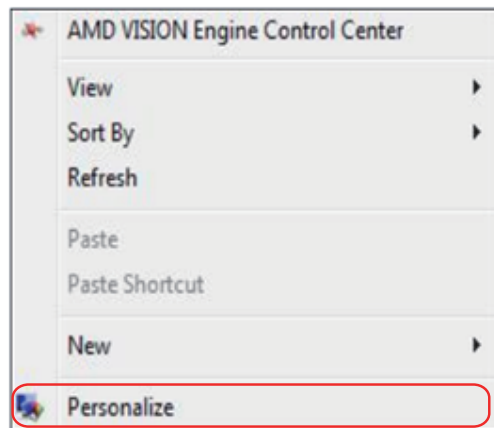 AMD VISION Engine Control Center
View
Sort By
Refresh
Paste
Paste Shortcut
New
Personalize